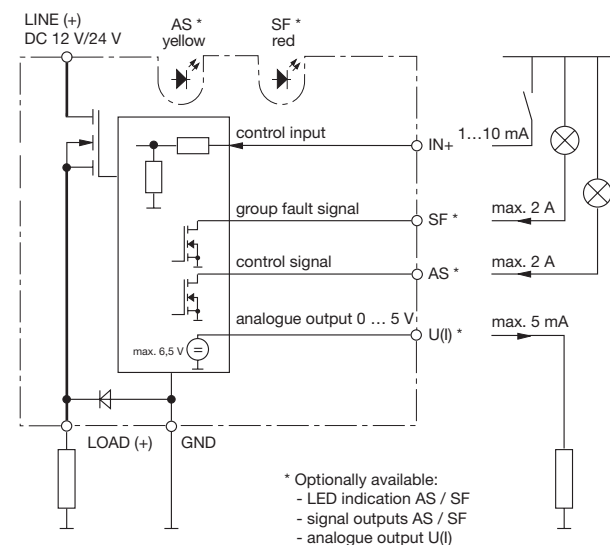 LINE (+)
DC 12 V/24 V
AS *
yellow
SF *
red
control input
IN+
1...10 mA
group fault signal
SF *
max. 2 A
control signal
AS *
max. 2 A
analogue output 0 ... 5 V
U(I) *
max. 5 mA
max. 6,5 V
LOAD (+)
GND
* Optionally available:
- LED indication AS / SF
- signal outputs AS / SF
- analogue output U(I)